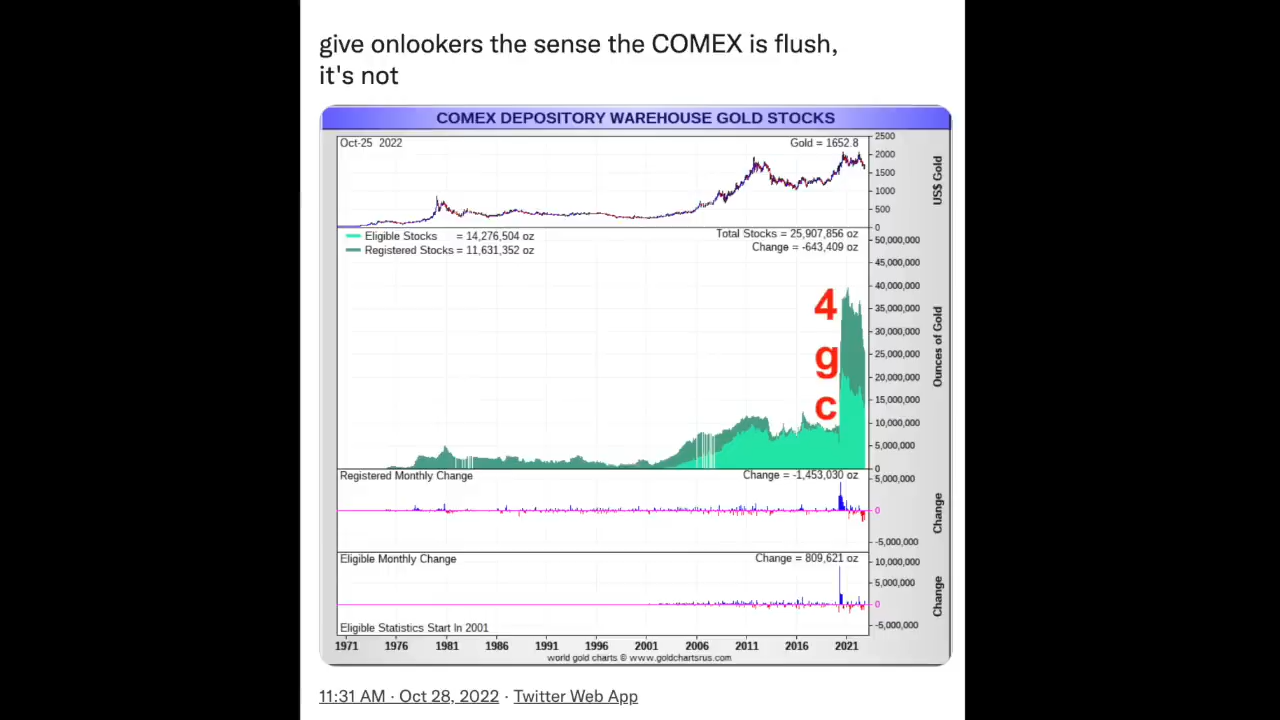 give onlookers the sense the COMEX is flush,
it's not
COMEX DEPOSITORY WAREHOUSE GOLD STOCKS
Oct-25 2022
Gold = 1652.8
2500
2000
1500
1000
500
0
US$ Gold
Eligible Stocks = 14,276,504 oz
Registered Stocks = 11,631,352 oz
Total Stocks = 25,907,856 oz
Change = -643,409 oz
50,000,000
45,000,000
40,000,000
35,000,000
30,000,000
25,000,000
20,000,000
15,000,000
10,000,000
5,000,000
0
Ounces of Gold
4
g
c
Registered Monthly Change
Change = -1,453,030 oz
5,000,000
0
-5,000,000
Change
Eligible Monthly Change
Change = 809,621 oz
10,000,000
5,000,000
0
-5,000,000
Change
Eligible Statistics Start In 2001
1971 1976 1981 1986 1991 1996 2001 2006 2011 2016 2021
world gold charts © www.goldchartsrus.com
11:31 AM · Oct 28, 2022 · Twitter Web App